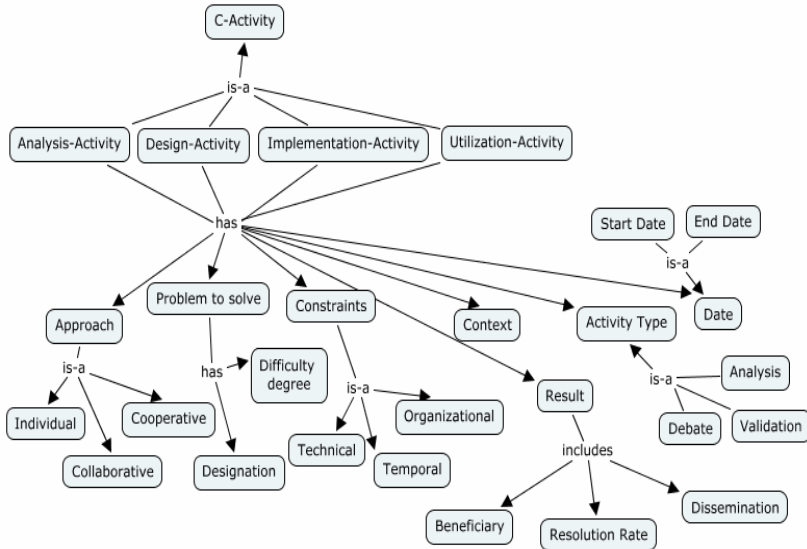 C-Activity
is-a
Analysis-Activity
Design-Activity
Implementation-Activity
Utilization-Activity
has
Start Date
End Date
is-a
Date
Approach
Problem to solve
Constraints
Context
Activity Type
is-a
has
Difficulty
degree
is-a
Result
is-a
Analysis
Individual
Cooperative
Collaborative
Designation
Technical
Temporal
Organizational
Debate
Validation
includes
Beneficiary
Resolution Rate
Dissemination